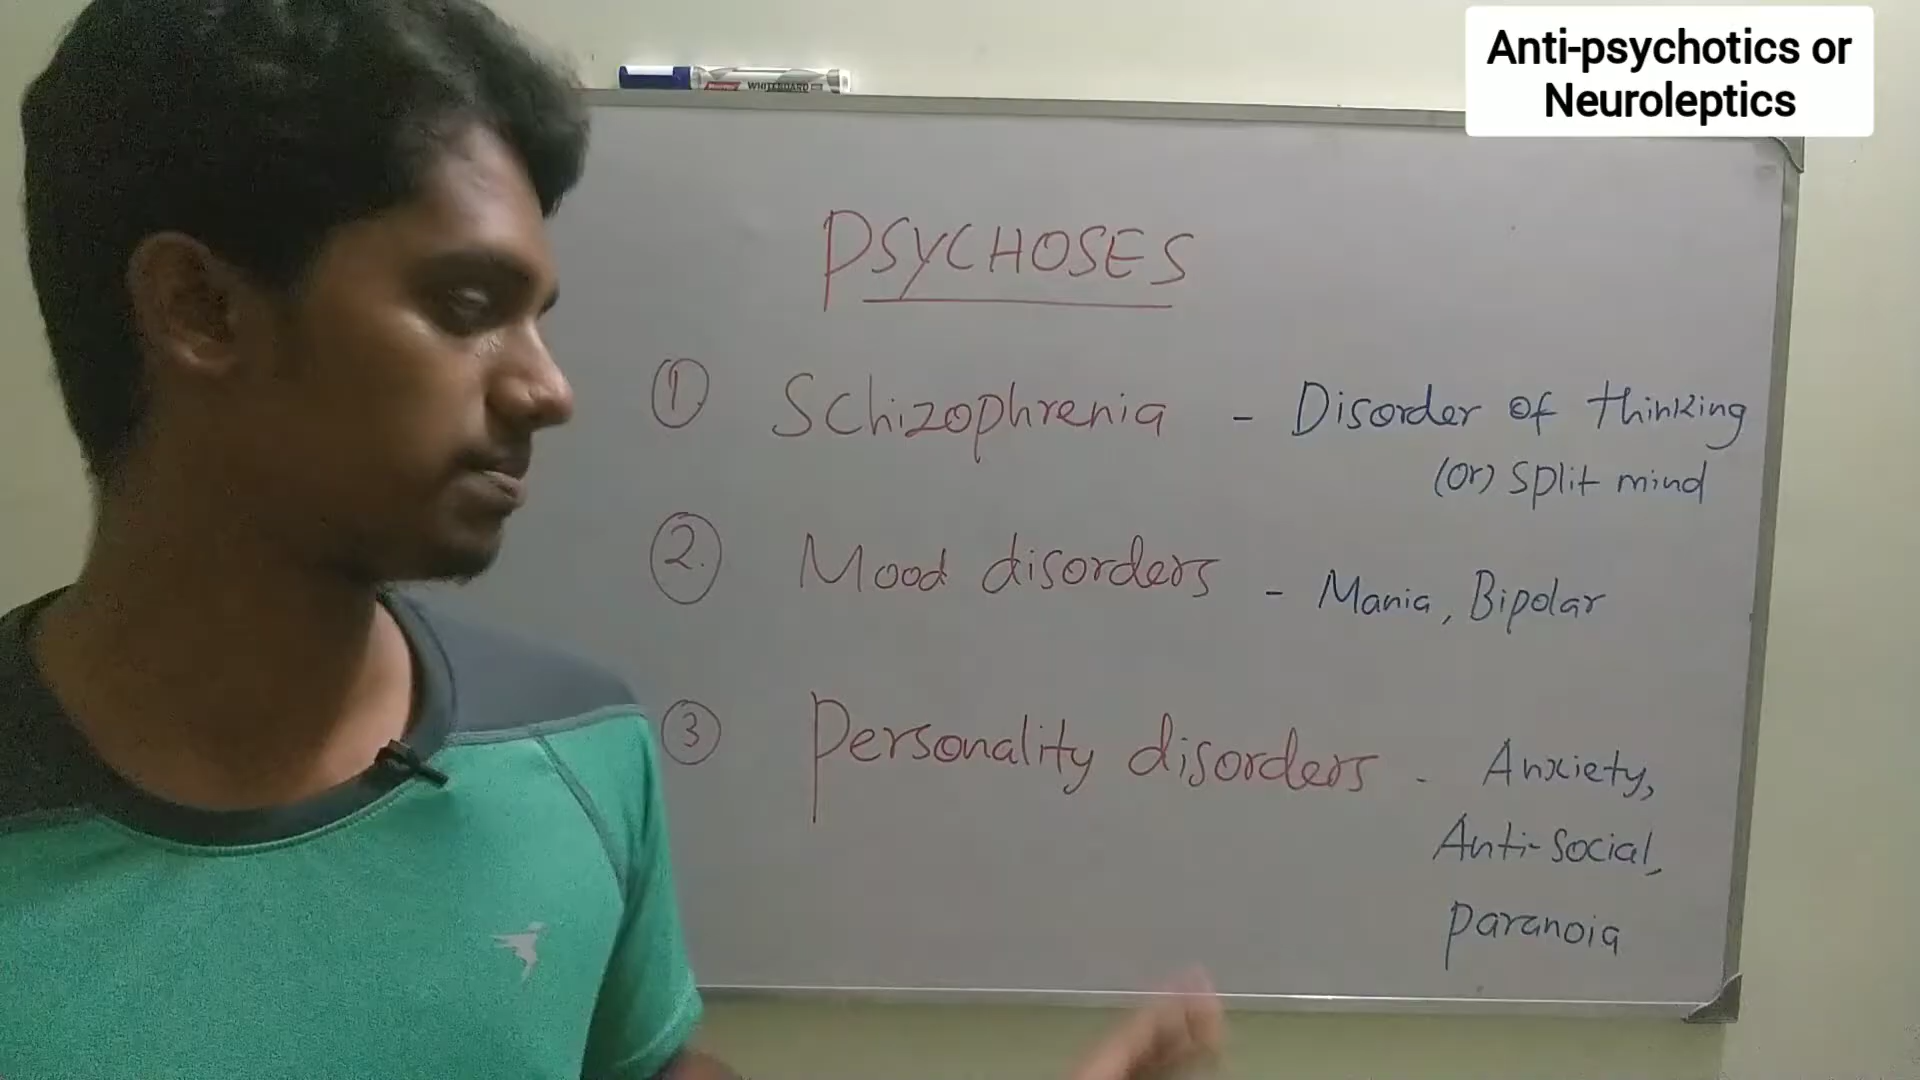 Anti-psychotics or
Neuroleptics
WHITEBOARD
PSYCHOSES
① Schizophrenia - Disorder of thinking
(or) split mind
2. Mood disorders - Mania, Bipolar
③ Personality disorders - Anxiety,
Anti-social,
paranoia